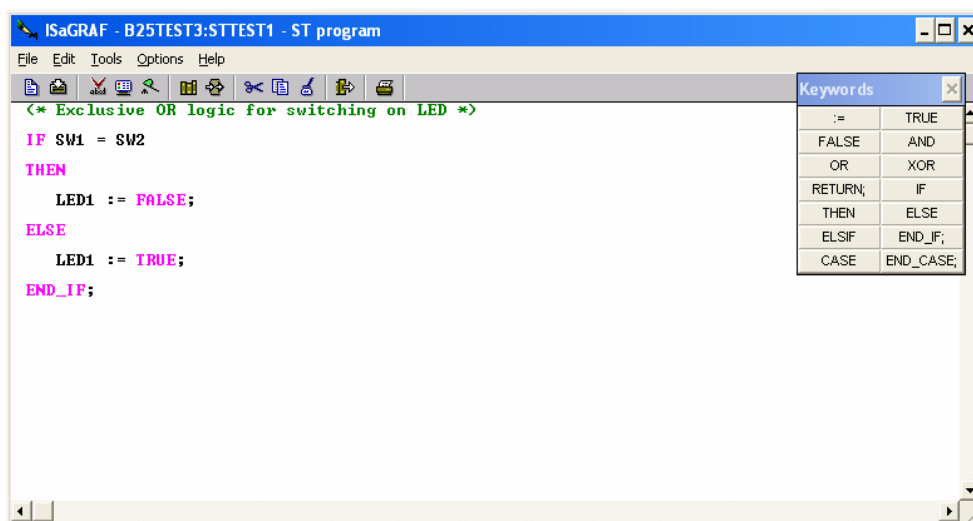 ISaGRAF - B25TEST3:STTEST1 - ST program
File Edit Tools Options Help
(* Exclusive OR logic for switching on LED *)
IF SW1 = SW2
THEN
LED1 := FALSE;
ELSE
LED1 := TRUE;
END_IF;
Keywords
:= TRUE
FALSE AND
OR XOR
RETURN; IF
THEN ELSE
ELSIF END_IF;
CASE END_CASE;